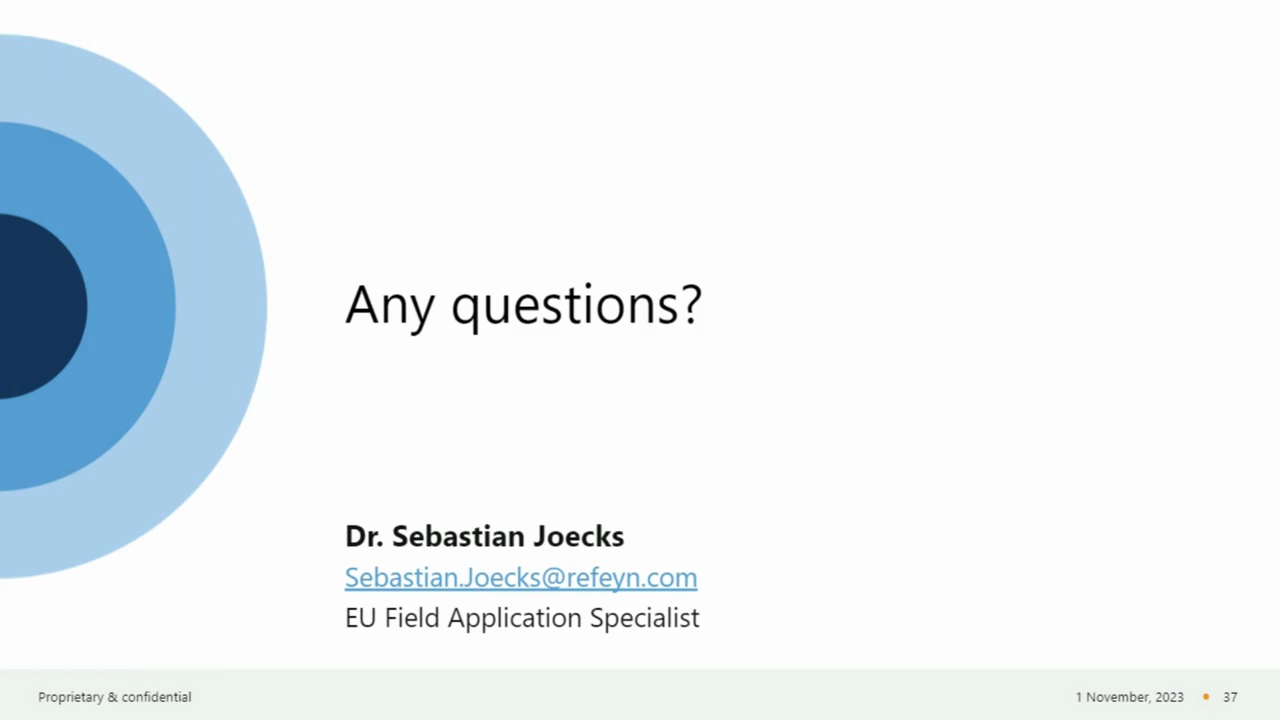 Any questions?
Dr. Sebastian Joecks
Sebastian.Joecks@refeyn.com
EU Field Application Specialist
Proprietary & confidential
1 November, 2023 • 37